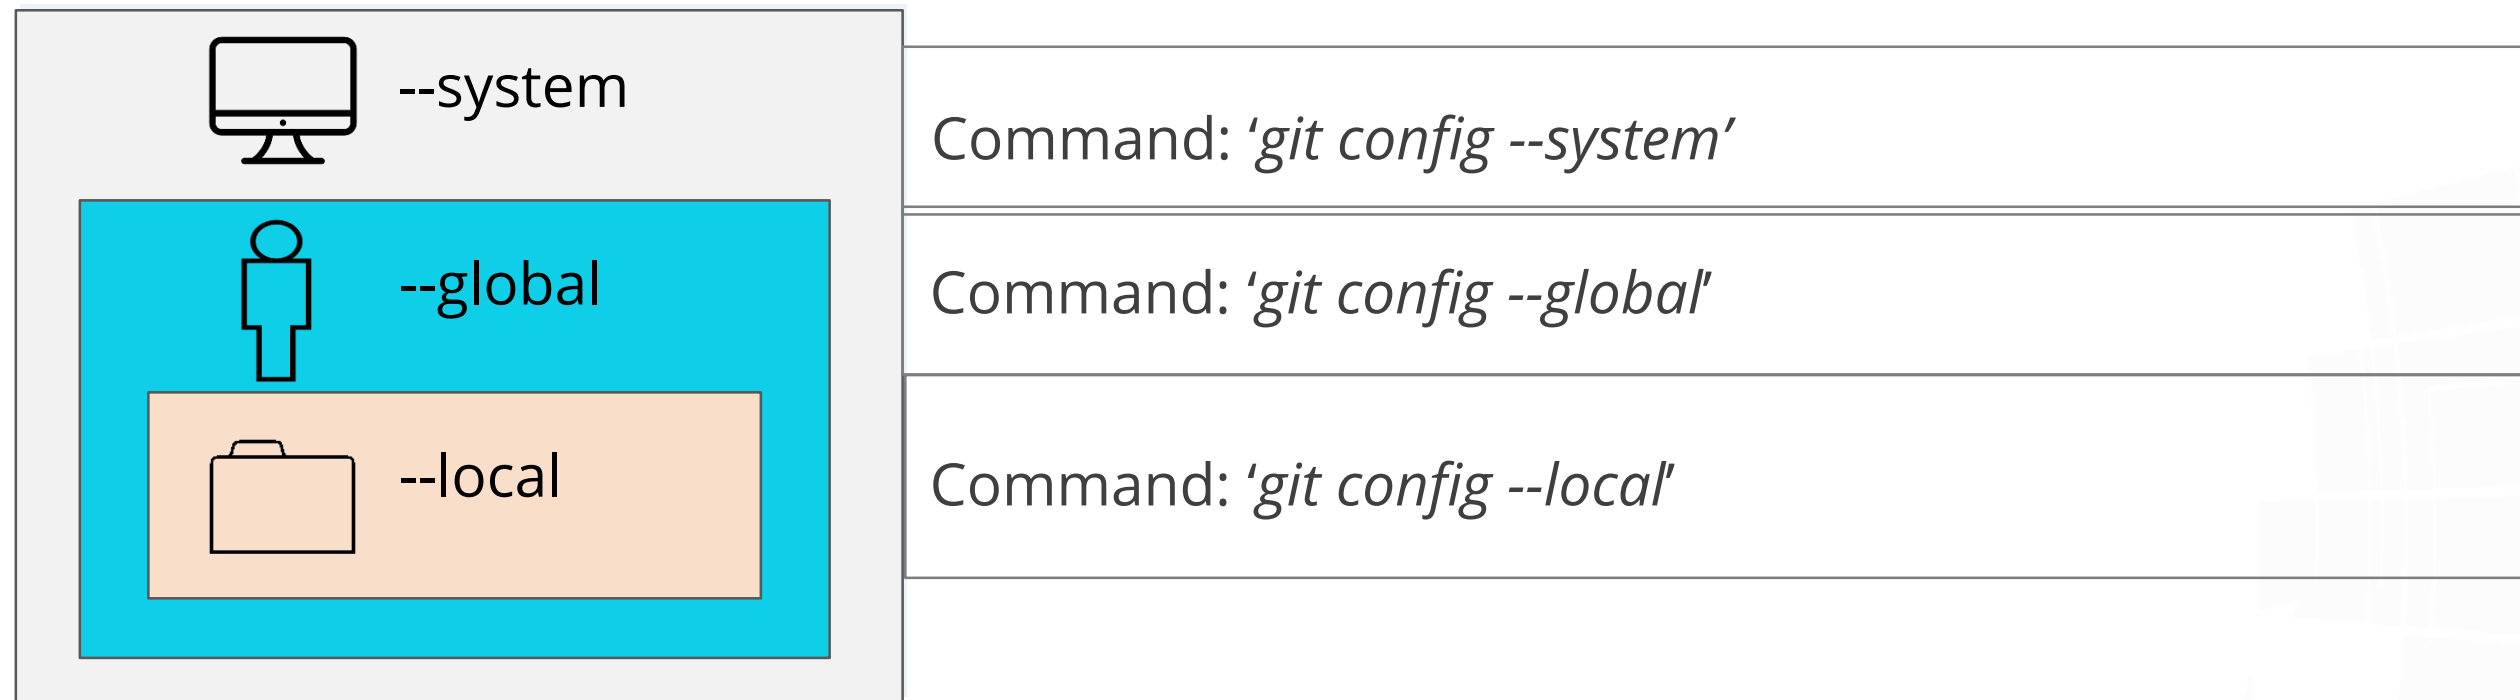 --system
Command: ‘git config --system’
--global
Command: ‘git config --global’
--local
Command: ‘git config --local’